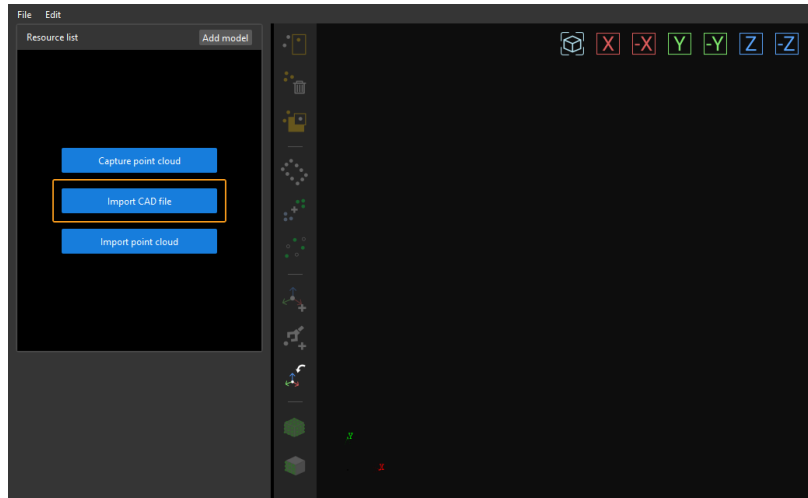 File Edit
Resource list Add model
X -X Y -Y Z -Z
Capture point cloud
Import CAD file
Import point cloud